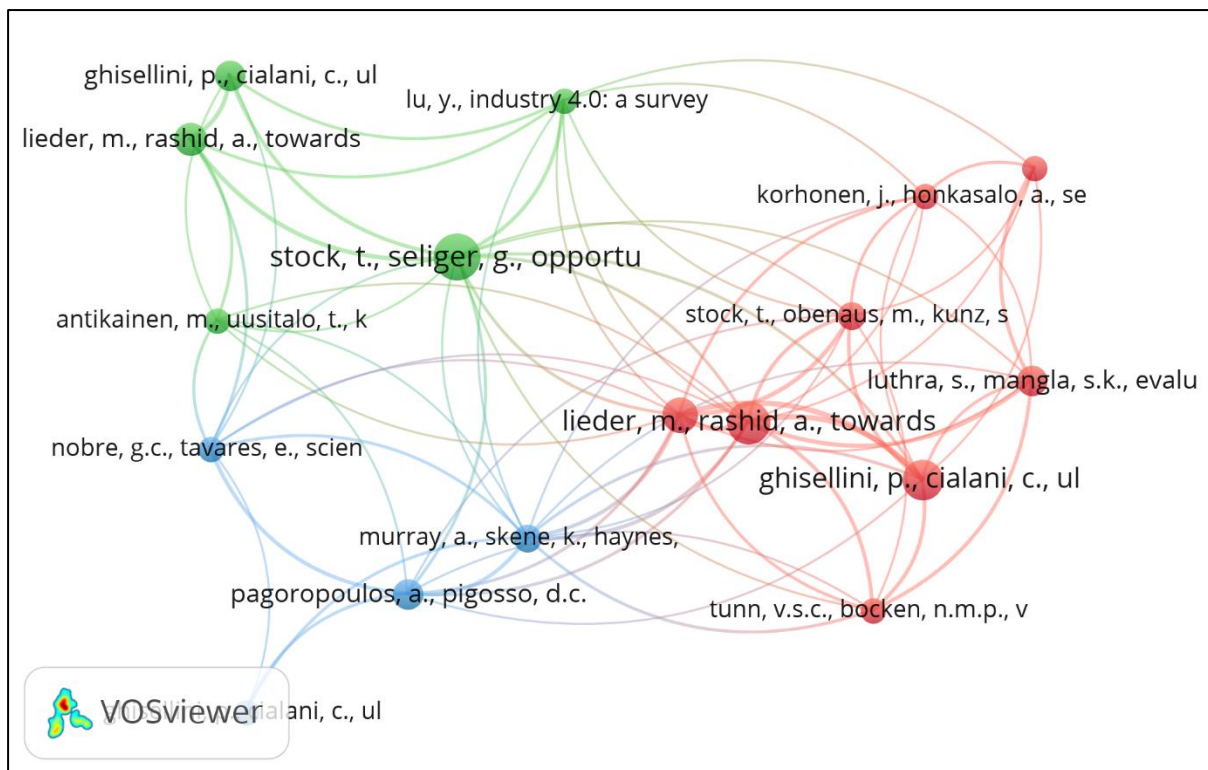 ghisellini, p., cialani, c., ul
lu, y., industry 4.0: a survey
lieder, m., rashid, a., towards
korhonen, j., honkasalo, a., se
stock, t., seliger, g., opportu
antikainen, m., uusitalo, t., k
stock, t., obenaus, m., kunz, s
luthra, s., mangla, s.k., evalu
lieder, m., rashid, a., towards
nobre, g.c., tavares, e., scien
ghisellini, p., cialani, c., ul
murray, a., skene, k., haynes,
pagoropoulos, a., pigosso, d.c.
tunn, v.s.c., bocken, n.m.p., v
ghisellini, p., cialani, c., ul
VOSviewer